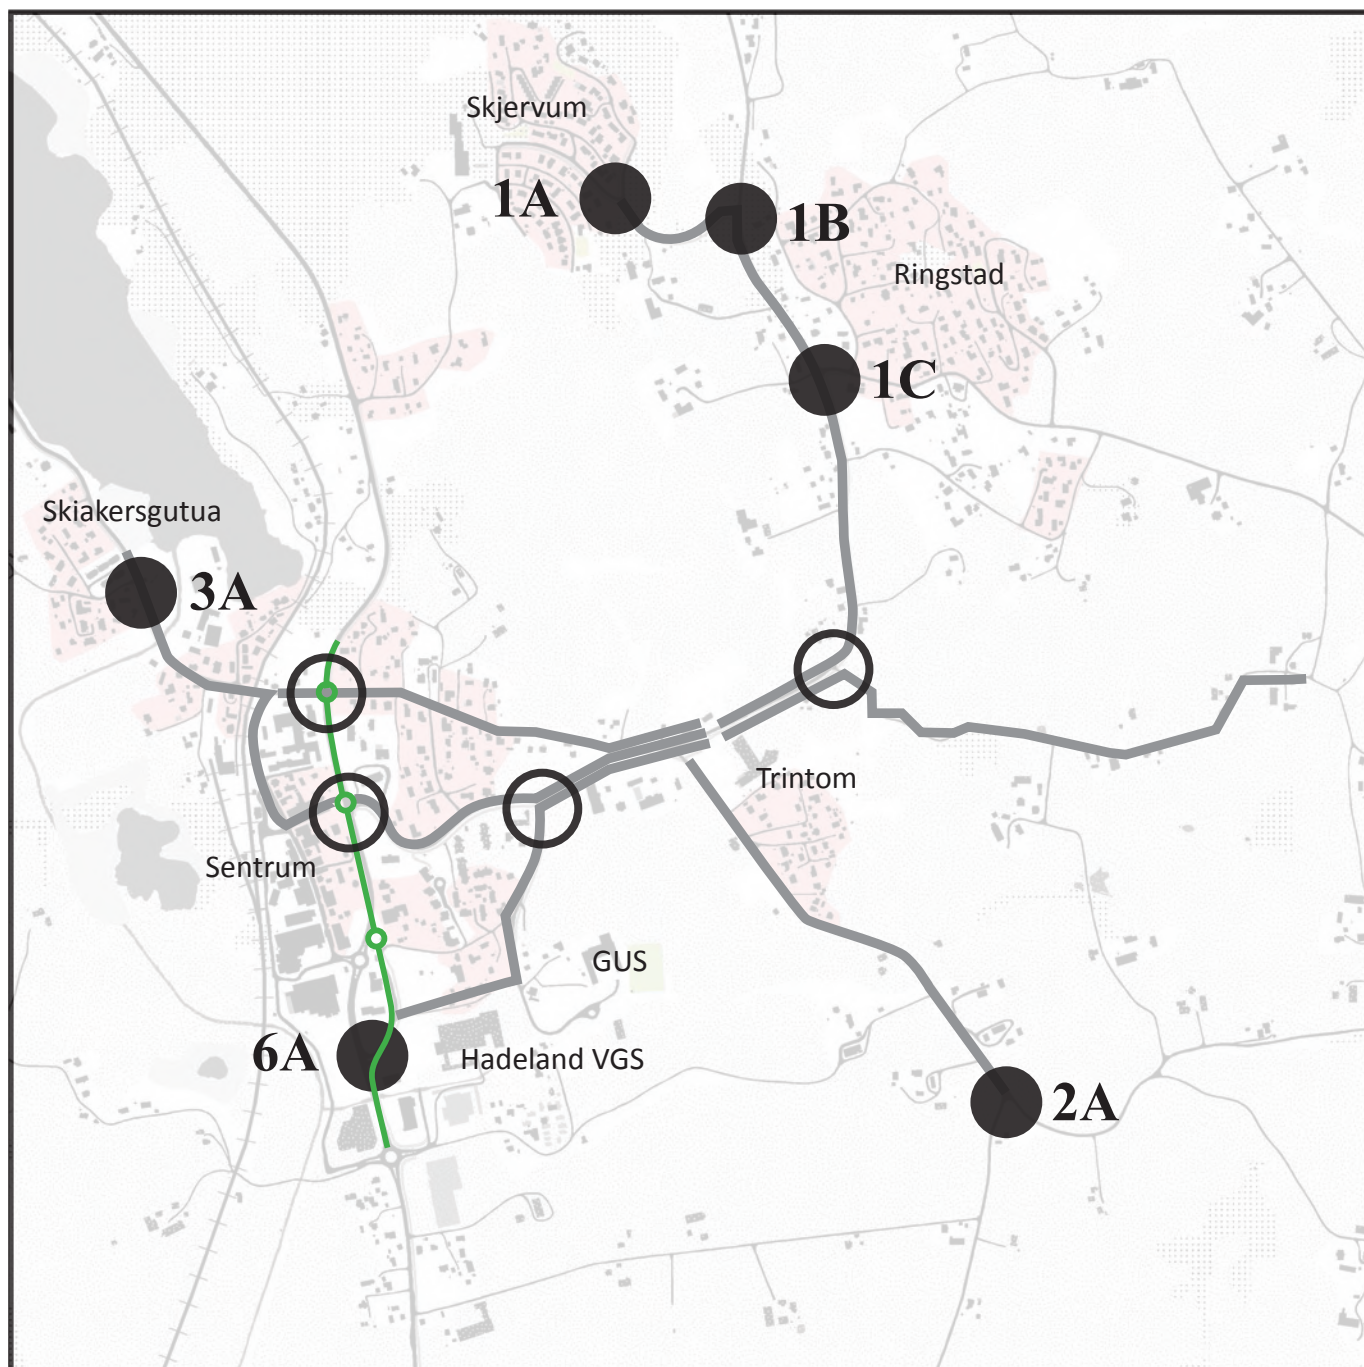 Skjervum
1A
1B
Ringstad
1C
Skiakersgutua
3A
Trintom
Sentrum
GUS
6A
Hadeland VGS
2A